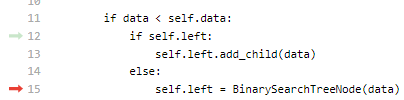 11 if data < self.data:
12 if self.left:
13 self.left.add_child(data)
14 else:
15 self.left = BinarySearchTreeNode(data)